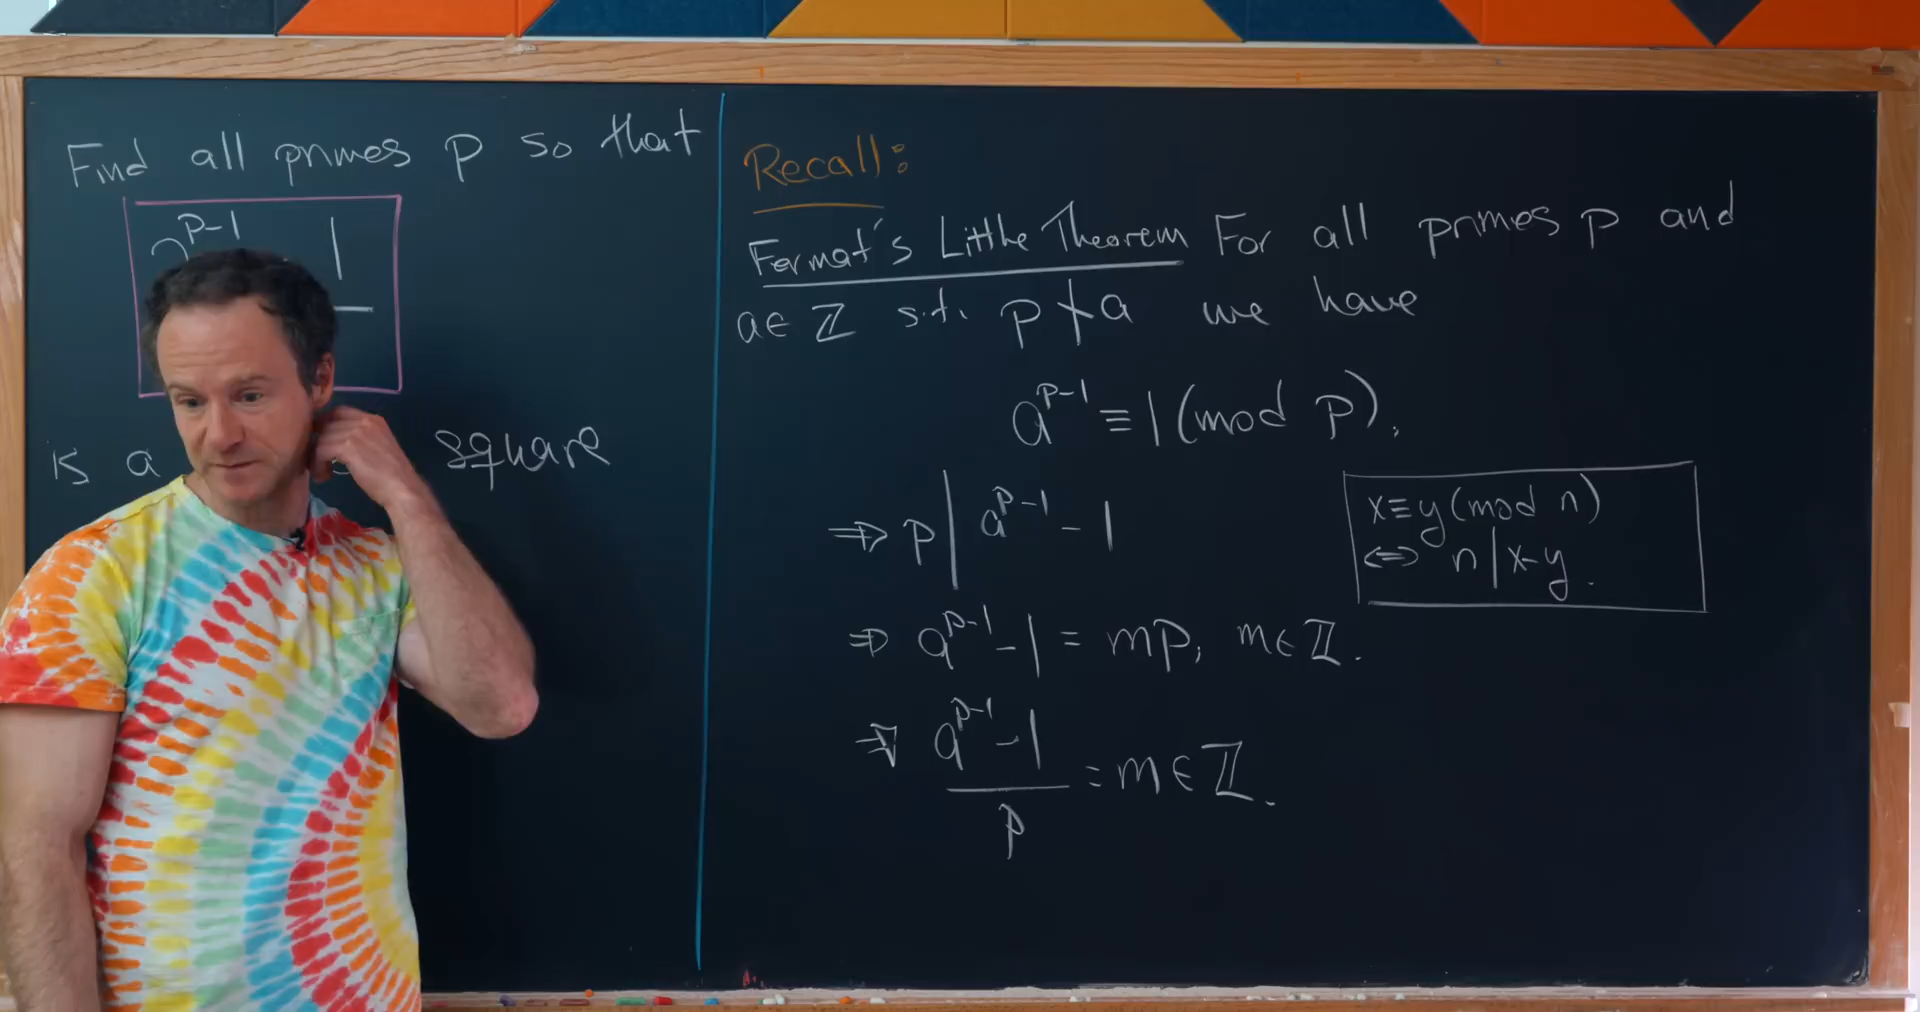 Find all primes p so that
p-1
1
is a
square
Recall:
Fermat's Little Theorem For all primes p and
a∈ℤ s.t. p∤a we have
a^{p-1} ≡ 1 (mod p).
⇒ p | a^{p-1} - 1
x≡y (mod n)
⇔ n | x-y.
⇒ a^{p-1} - 1 = mp, m∈ℤ.
⇒ \frac{a^{p-1} - 1}{p} = m∈ℤ.